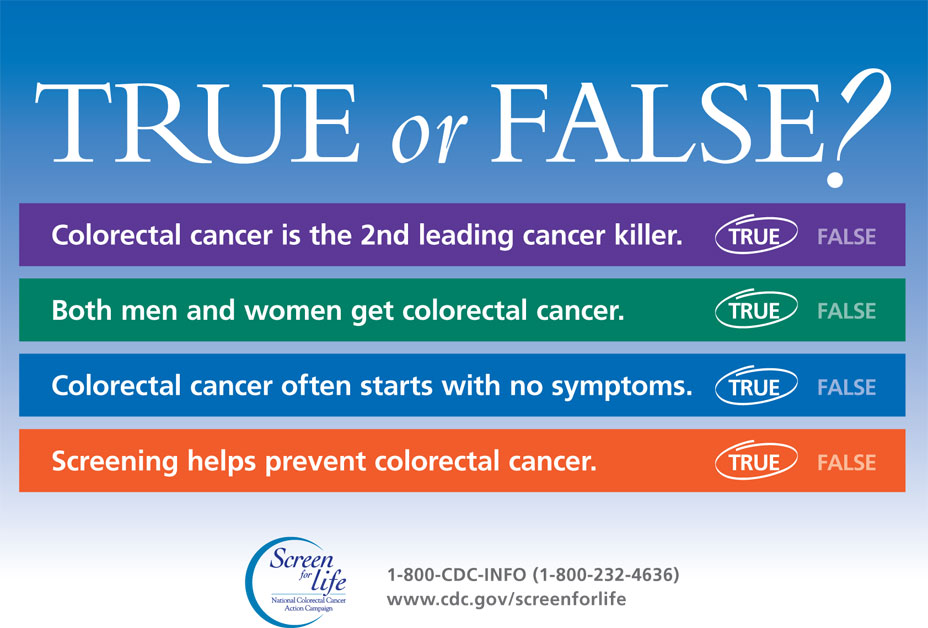 TRUE or FALSE?
Colorectal cancer is the 2nd leading cancer killer. TRUE FALSE
Both men and women get colorectal cancer. TRUE FALSE
Colorectal cancer often starts with no symptoms. TRUE FALSE
Screening helps prevent colorectal cancer. TRUE FALSE
Screen
for
life
National Colorectal Cancer
Action Campaign
1-800-CDC-INFO (1-800-232-4636)
www.cdc.gov/screenforlife